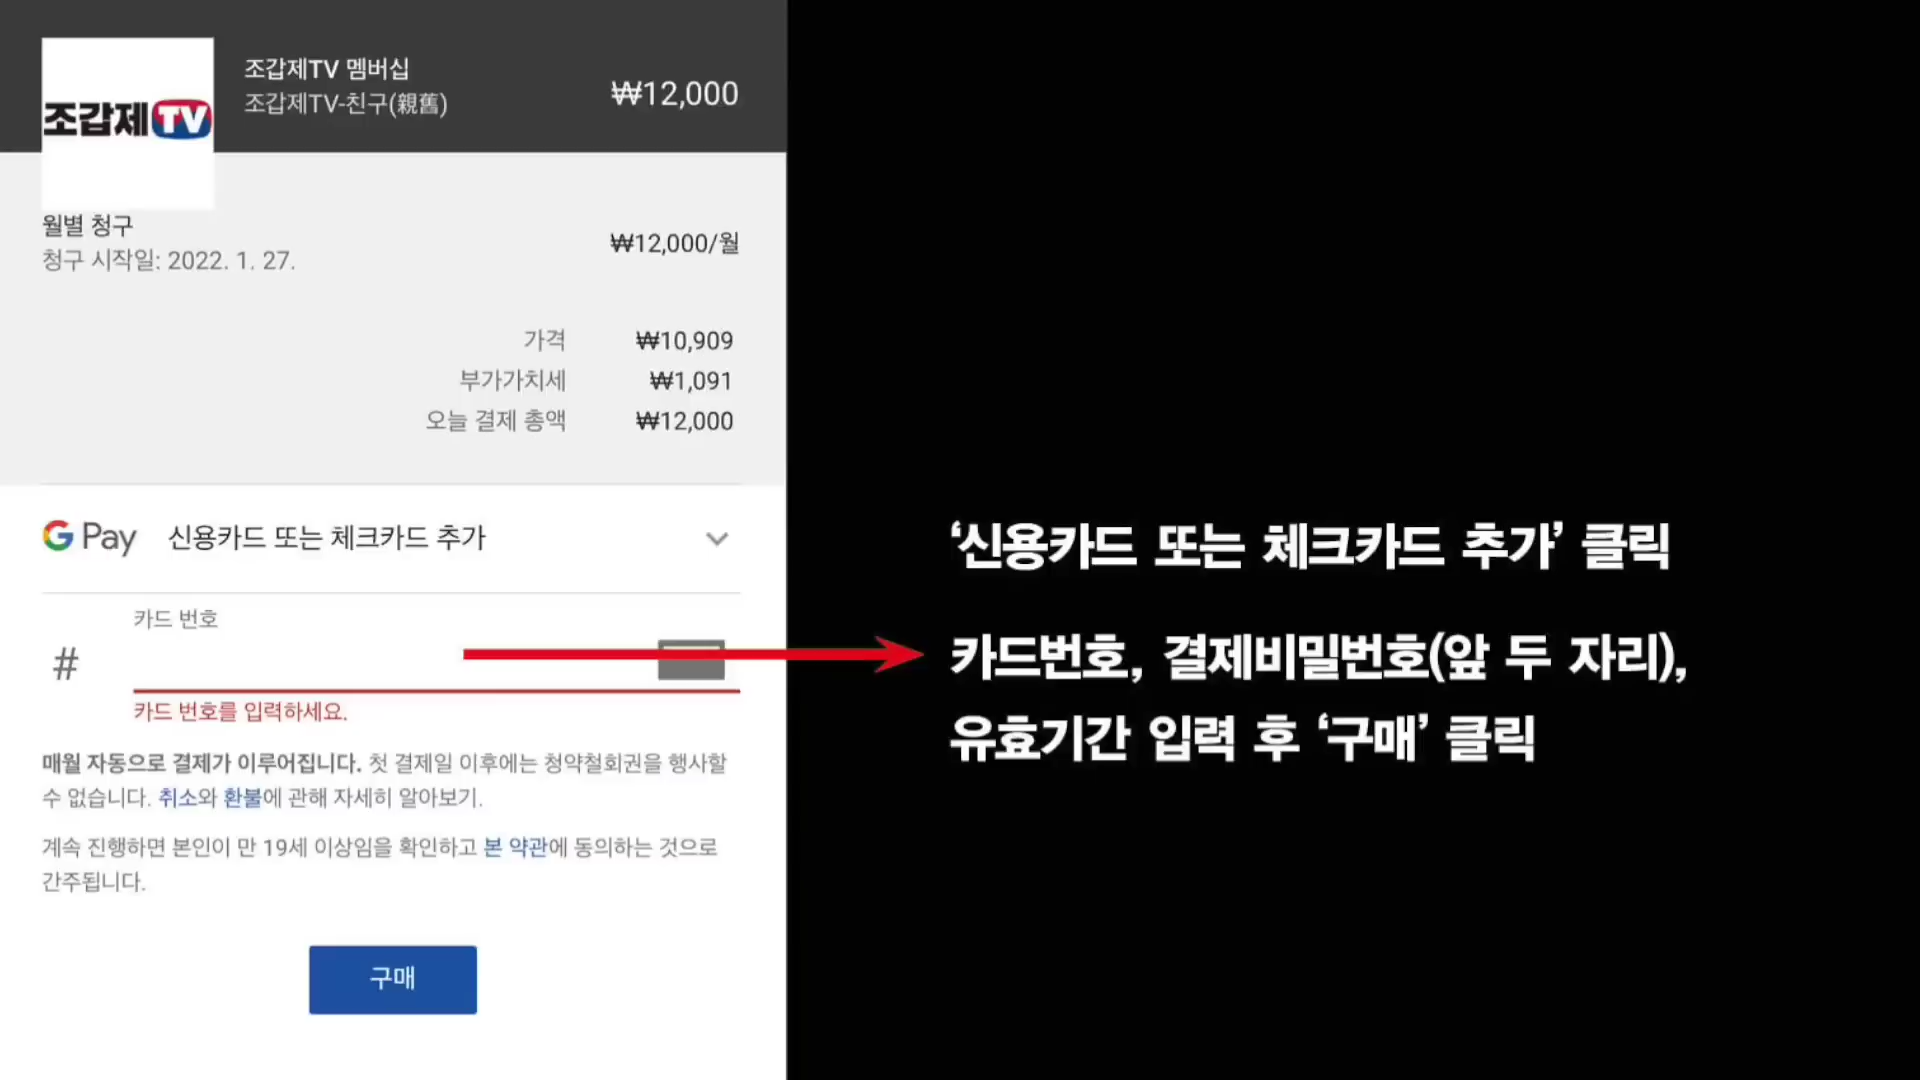 조갑제TV
조갑제TV 멤버십
조갑제TV-친구(親舊)
₩12,000
월별 청구
청구 시작일: 2022. 1. 27.
₩12,000/월
가격 ₩10,909
부가가치세 ₩1,091
오늘 결제 총액 ₩12,000
G Pay 신용카드 또는 체크카드 추가
카드 번호
#
카드 번호를 입력하세요.
매월 자동으로 결제가 이루어집니다. 첫 결제일 이후에는 청약철회권을 행사할
수 없습니다. 취소와 환불에 관해 자세히 알아보기.
계속 진행하면 본인이 만 19세 이상임을 확인하고 본 약관에 동의하는 것으로
간주됩니다.
구매
‘신용카드 또는 체크카드 추가’ 클릭
카드번호, 결제비밀번호(앞 두 자리),
유효기간 입력 후 ‘구매’ 클릭